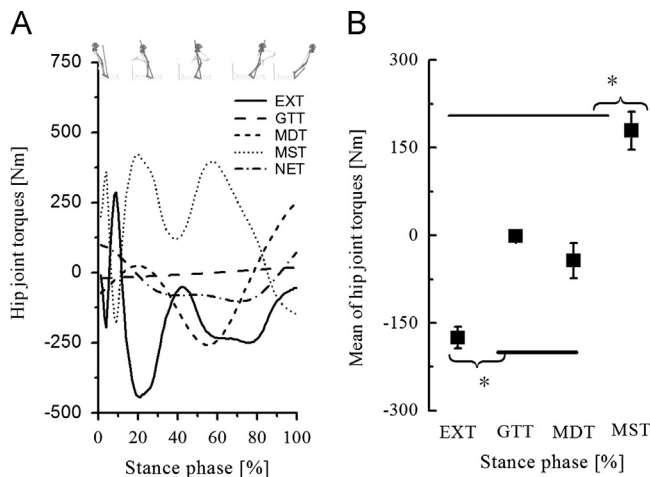 A
750
500
250
0
-250
-500
Hip joint torques [Nm]
EXT
GTT
MDT
MST
NET
0 20 40 60 80 100
Stance phase [%]
B
300
150
0
-150
-300
Mean of hip joint torques [Nm]
*
*
EXT GTT MDT MST
Stance phase [%]